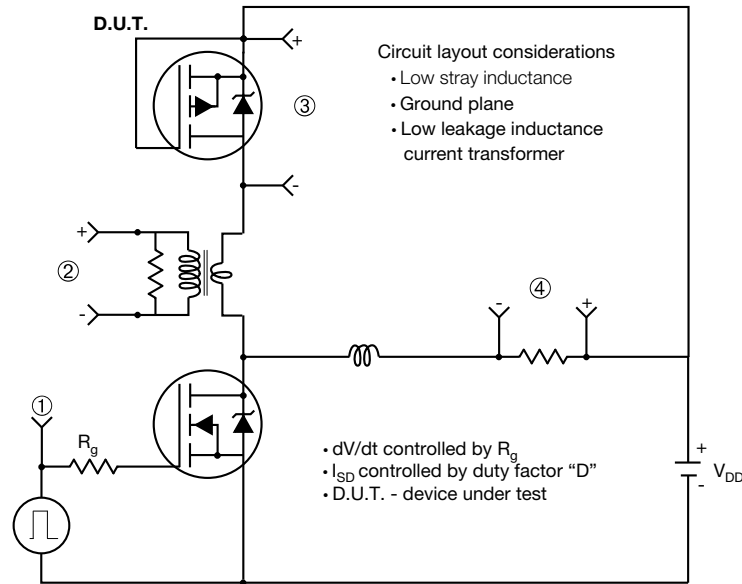 D.U.T.
+
Circuit layout considerations
• Low stray inductance
• Ground plane
• Low leakage inductance
current transformer
③
-
+
②
-
④
-
+
①
Rg
• dV/dt controlled by Rg
• ISD controlled by duty factor “D”
• D.U.T. - device under test
+
VDD
-